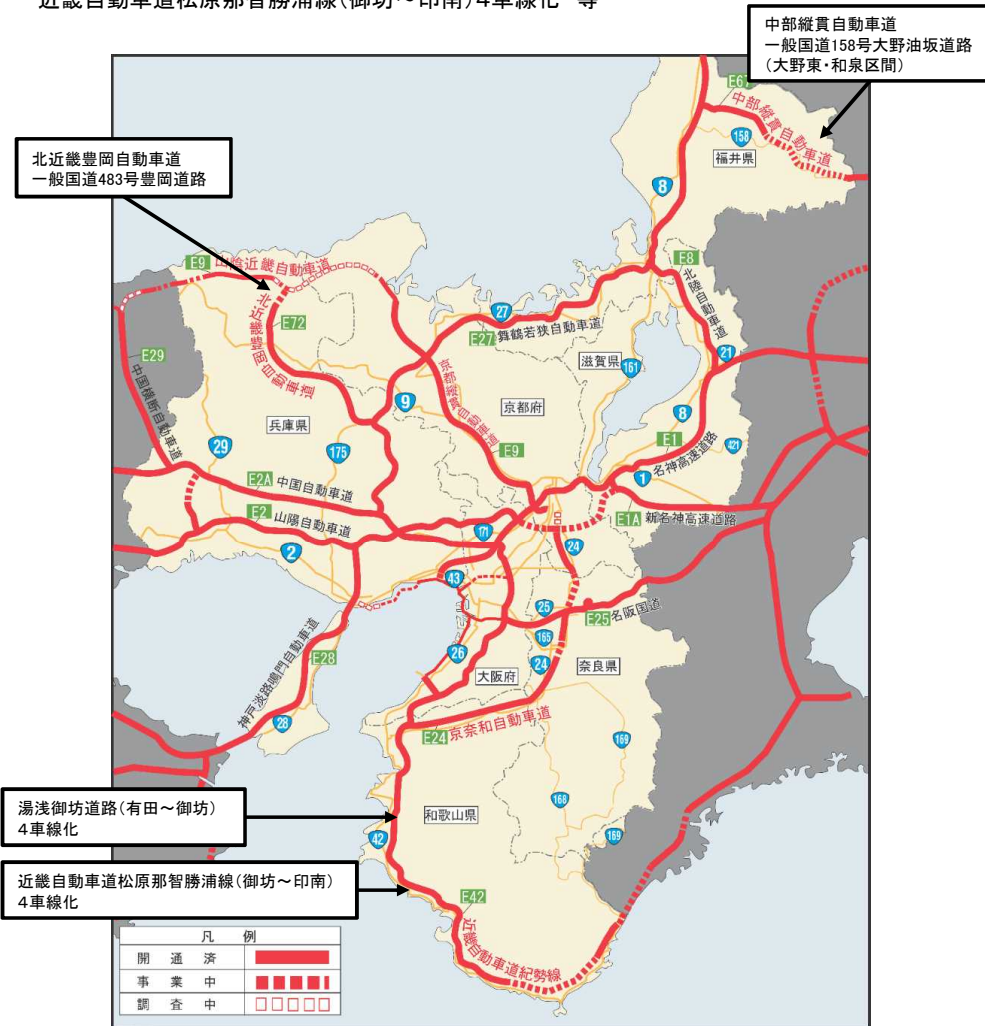 近畿自動車道松原那智勝浦線(御坊～印南)4車線化 等
中部縦貫自動車道
一般国道158号大野油坂道路
(大野東・和泉区間)
E67
中部縦貫自動車道
158
福井県
北近畿豊岡自動車道
一般国道483号豊岡道路
8
E9
山陰近畿自動車道
E8
北陸自動車道
北近畿豊岡自動車道
E72
27
E27
舞鶴若狭自動車道
滋賀県
161
21
E29
中国横断自動車道
9
京都縦貫自動車道
京都府
8
兵庫県
29
175
E9
E1
名神高速道路
421
1
E2A
中国自動車道
E2
山陽自動車道
E1A
新名神高速道路
171
24
2
43
25
E25
名阪国道
165
26
24
奈良県
大阪府
E28
神戸淡路鳴門自動車道
28
E24
京奈和自動車道
169
168
169
湯浅御坊道路(有田～御坊)
4車線化
和歌山県
42
近畿自動車道松原那智勝浦線(御坊～印南)
4車線化
E42
近畿自動車道紀勢線
凡 例
開 通 済
事 業 中
調 査 中